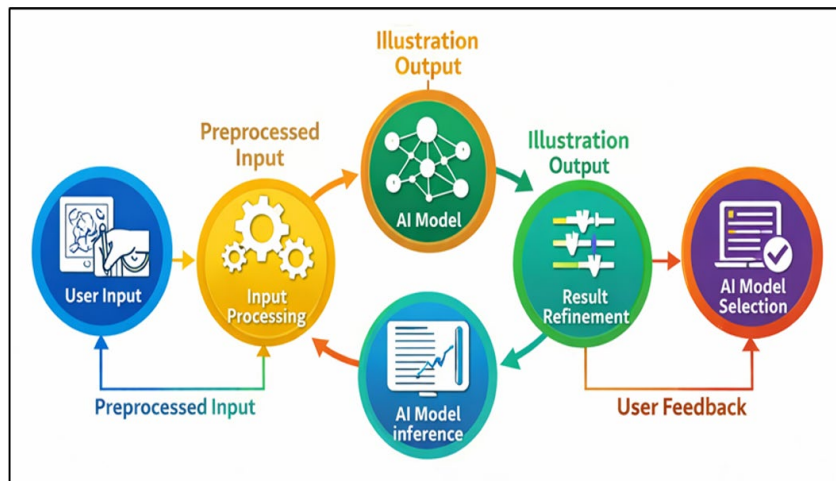 Illustration
Output
Preprocessed
Input
Illustration
Output
AI Model
User Input
Input
Processing
Result
Refinement
AI Model
Selection
AI Model
inference
Preprocessed Input
User Feedback